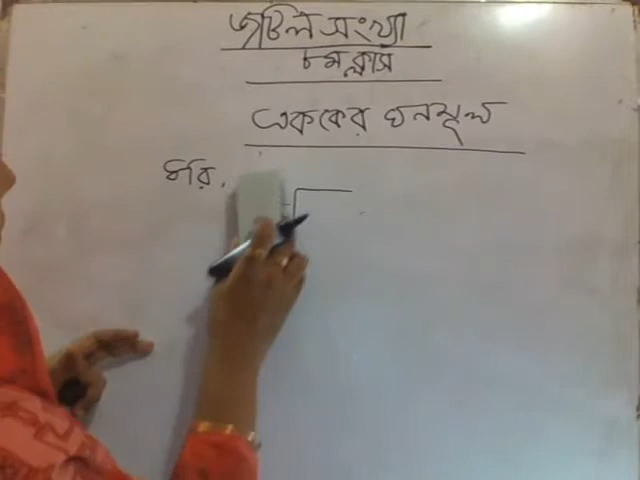 জটিল সংখ্যা
৮ম ক্লাস
এককের ঘনমূল
ধরি,